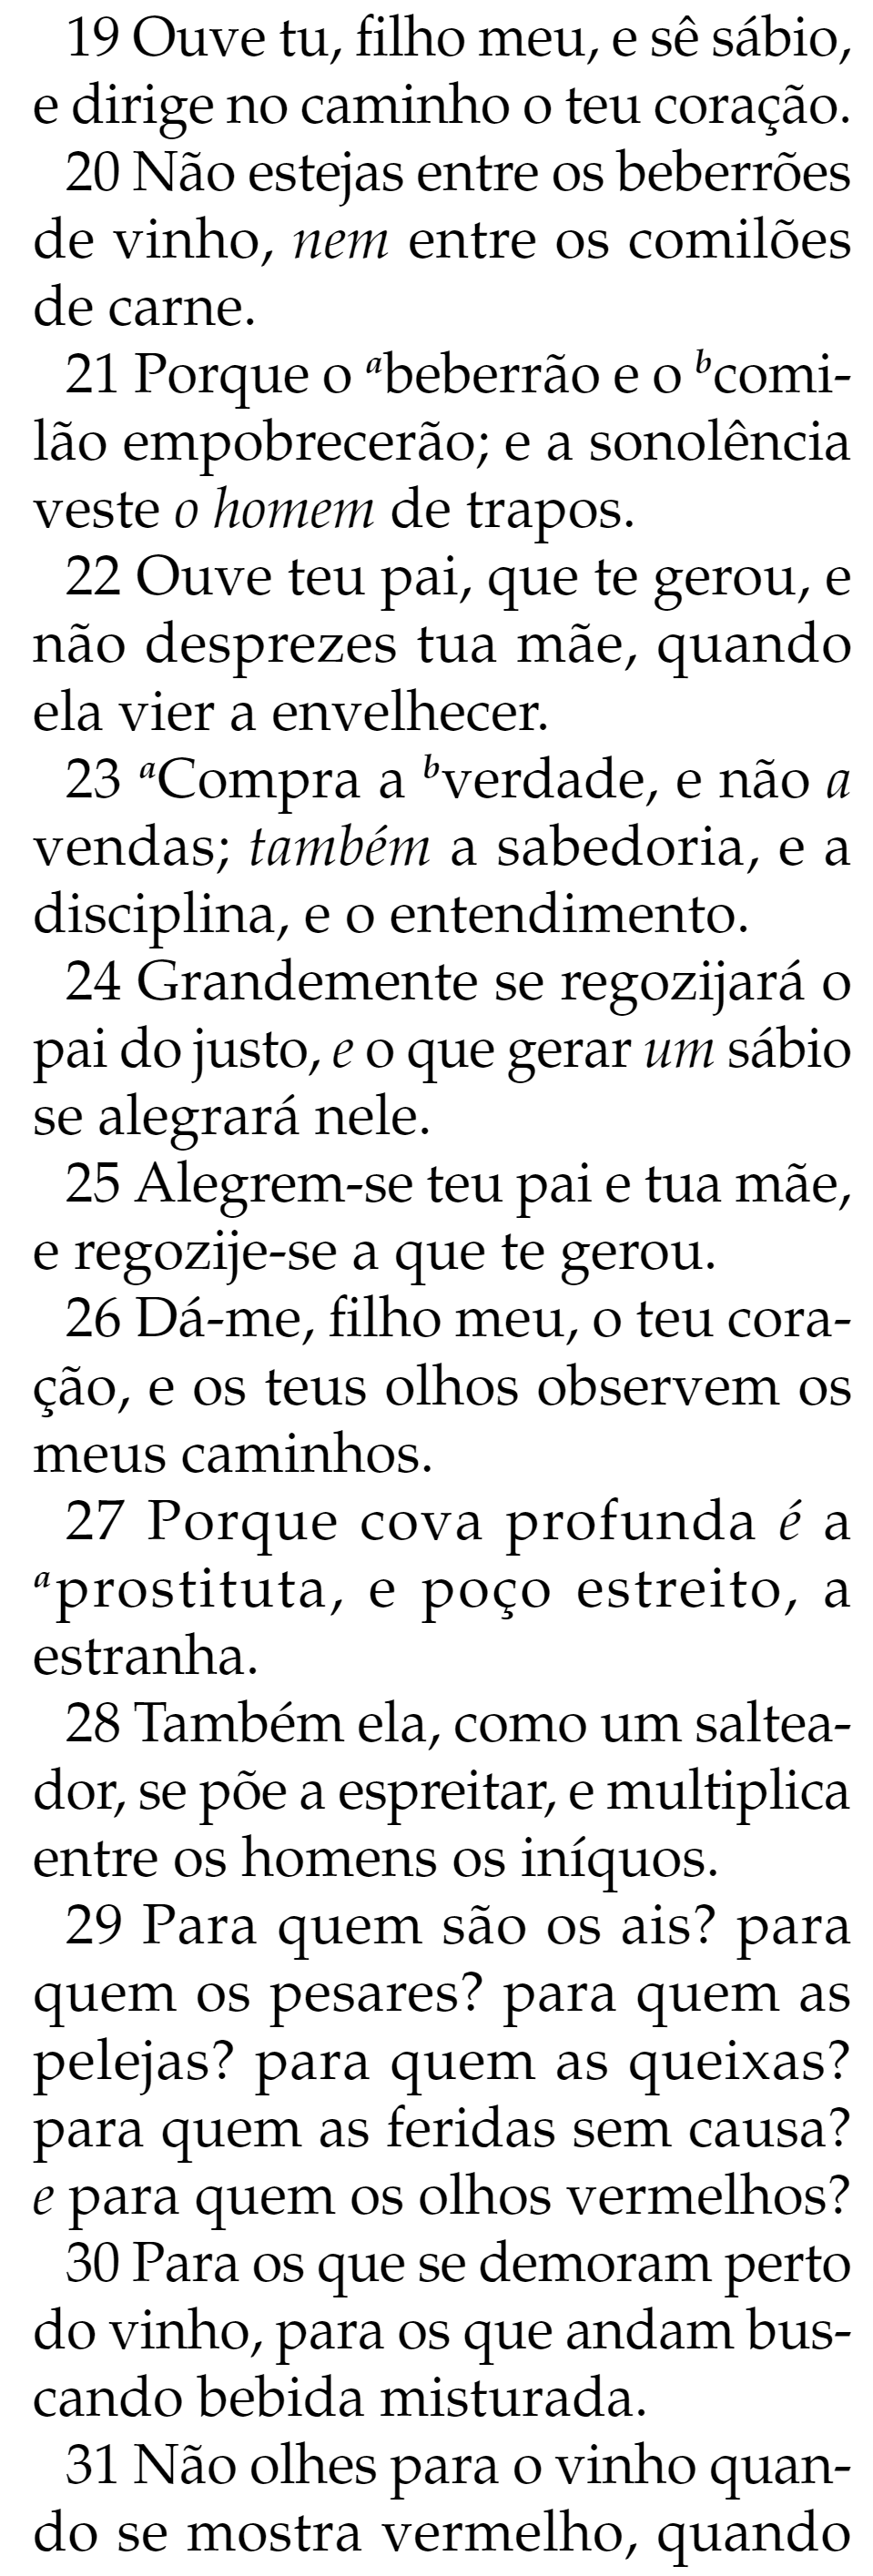 19 Ouve tu, filho meu, e sê sábio,
e dirige no caminho o teu coração.
20 Não estejas entre os beberrões
de vinho, nem entre os comilões
de carne.
21 Porque o ᵃbeberrão e o ᵇcomi-
lão empobrecerão; e a sonolência
veste o homem de trapos.
22 Ouve teu pai, que te gerou, e
não desprezes tua mãe, quando
ela vier a envelhecer.
23 ᵃCompra a ᵇverdade, e não a
vendas; também a sabedoria, e a
disciplina, e o entendimento.
24 Grandemente se regozijará o
pai do justo, e o que gerar um sábio
se alegrará nele.
25 Alegrem-se teu pai e tua mãe,
e regozije-se a que te gerou.
26 Dá-me, filho meu, o teu cora-
ção, e os teus olhos observem os
meus caminhos.
27 Porque cova profunda é a
ᵃprostituta, e poço estreito, a
estranha.
28 Também ela, como um saltea-
dor, se põe a espreitar, e multiplica
entre os homens os iníquos.
29 Para quem são os ais? para
quem os pesares? para quem as
pelejas? para quem as queixas?
para quem as feridas sem causa?
e para quem os olhos vermelhos?
30 Para os que se demoram perto
do vinho, para os que andam bus-
cando bebida misturada.
31 Não olhes para o vinho quan-
do se mostra vermelho, quando